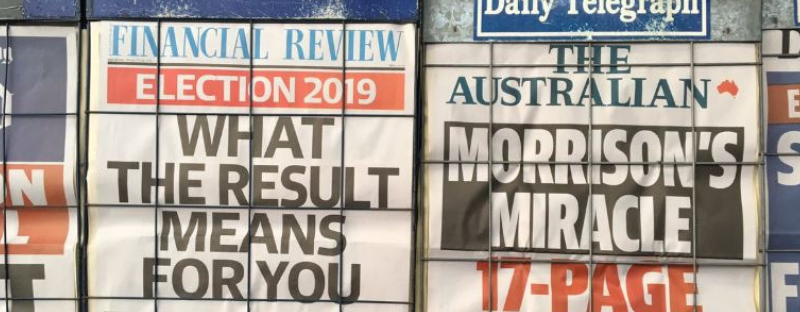 Daily Telegraph
FINANCIAL REVIEW
ELECTION 2019
WHAT
THE RESULT
MEANS
FOR YOU
THE
AUSTRALIAN
MORRISON'S
MIRACLE
17-PAGE